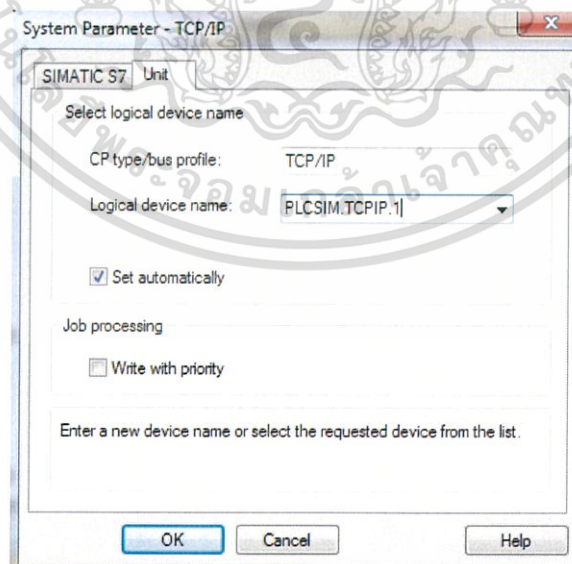 System Parameter - TCP/IP
SIMATIC S7 Unit
Select logical device name
CP type/bus profile: TCP/IP
Logical device name: PLCSIM.TCPIP.1
Set automatically
Job processing
Write with priority
Enter a new device name or select the requested device from the list.
OK Cancel Help